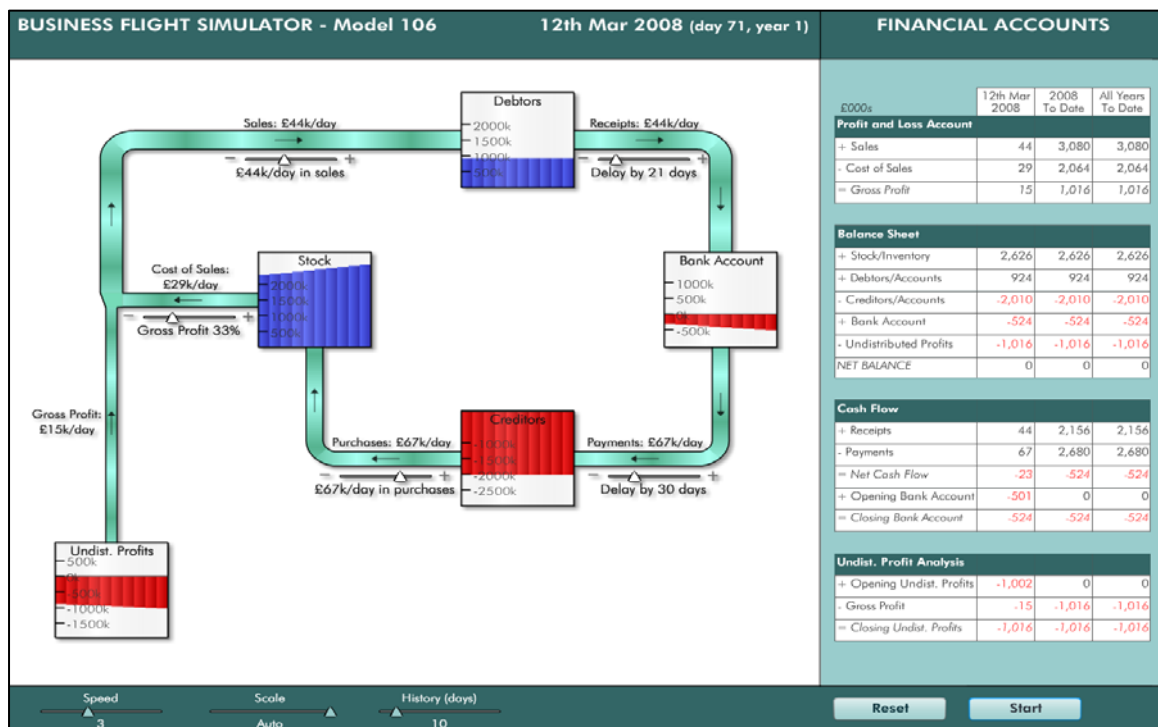 BUSINESS FLIGHT SIMULATOR - Model 106
12th Mar 2008 (day 71, year 1)
FINANCIAL ACCOUNTS
Debtors
2000k
1500k
1000k
500k
Sales: £44k/day
− +
£44k/day in sales
Receipts: £44k/day
− +
Delay by 21 days
Stock
2000k
1500k
1000k
500k
Cost of Sales:
£29k/day
− +
Gross Profit 33%
Bank Account
1000k
500k
0k
-500k
Gross Profit:
£15k/day
Creditors
-1000k
-1500k
-2000k
-2500k
Purchases: £67k/day
− +
£67k/day in purchases
Payments: £67k/day
− +
Delay by 30 days
Undist. Profits
500k
0k
-500k
-1000k
-1500k
£000s 12th Mar 2008 2008 To Date All Years To Date
Profit and Loss Account
+ Sales 44 3,080 3,080
- Cost of Sales 29 2,064 2,064
= Gross Profit 15 1,016 1,016
Balance Sheet
+ Stock/Inventory 2,626 2,626 2,626
+ Debtors/Accounts 924 924 924
- Creditors/Accounts -2,010 -2,010 -2,010
+ Bank Account -524 -524 -524
- Undistributed Profits -1,016 -1,016 -1,016
NET BALANCE 0 0 0
Cash Flow
+ Receipts 44 2,156 2,156
- Payments 67 2,680 2,680
= Net Cash Flow -23 -524 -524
+ Opening Bank Account -501 0 0
= Closing Bank Account -524 -524 -524
Undist. Profit Analysis
+ Opening Undist. Profits -1,002 0 0
- Gross Profit -15 -1,016 -1,016
= Closing Undist. Profits -1,016 -1,016 -1,016
Speed
3
Scale
Auto
History (days)
10
Reset
Start